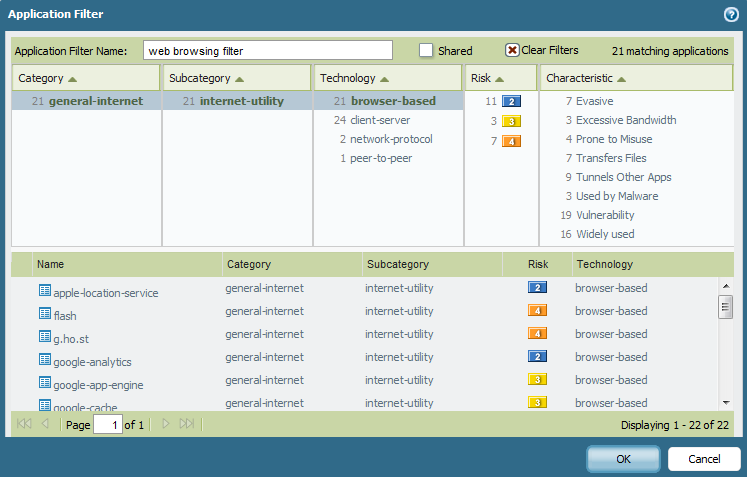 Application Filter
Application Filter Name: web browsing filter Shared Clear Filters 21 matching applications
Category Subcategory Technology Risk Characteristic
21 general-internet 21 internet-utility 21 browser-based 11 2 7 Evasive
24 client-server 3 3 3 Excessive Bandwidth
2 network-protocol 7 4 4 Prone to Misuse
1 peer-to-peer 7 Transfers Files
9 Tunnels Other Apps
3 Used by Malware
19 Vulnerability
16 Widely used
Name Category Subcategory Risk Technology
apple-location-service general-internet internet-utility 2 browser-based
flash general-internet internet-utility 4 browser-based
g.ho.st general-internet internet-utility 4 browser-based
google-analytics general-internet internet-utility 2 browser-based
google-app-engine general-internet internet-utility 3 browser-based
google-cache general-internet internet-utility 3 browser-based
Page 1 of 1 Displaying 1 - 22 of 22
OK Cancel